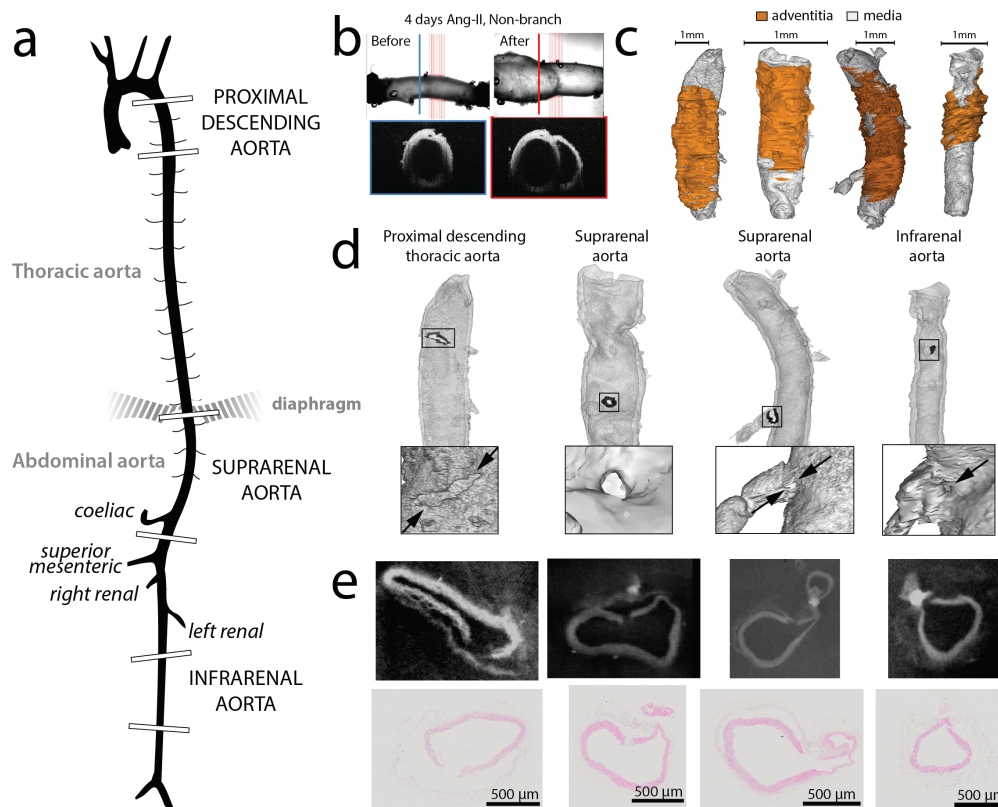 a
PROXIMAL
DESCENDING
AORTA
Thoracic aorta
diaphragm
Abdominal aorta
SUPRARENAL
AORTA
coeliac
superior
mesenteric
right renal
left renal
INFRARENAL
AORTA
b
4 days Ang-II, Non-branch
Before
After
c
adventitia
media
1mm
1mm
1mm
1mm
d
Proximal descending
thoracic aorta
Suprarenal
aorta
Suprarenal
aorta
Infrarenal
aorta
e
500 µm
500 µm
500 µm
500 µm